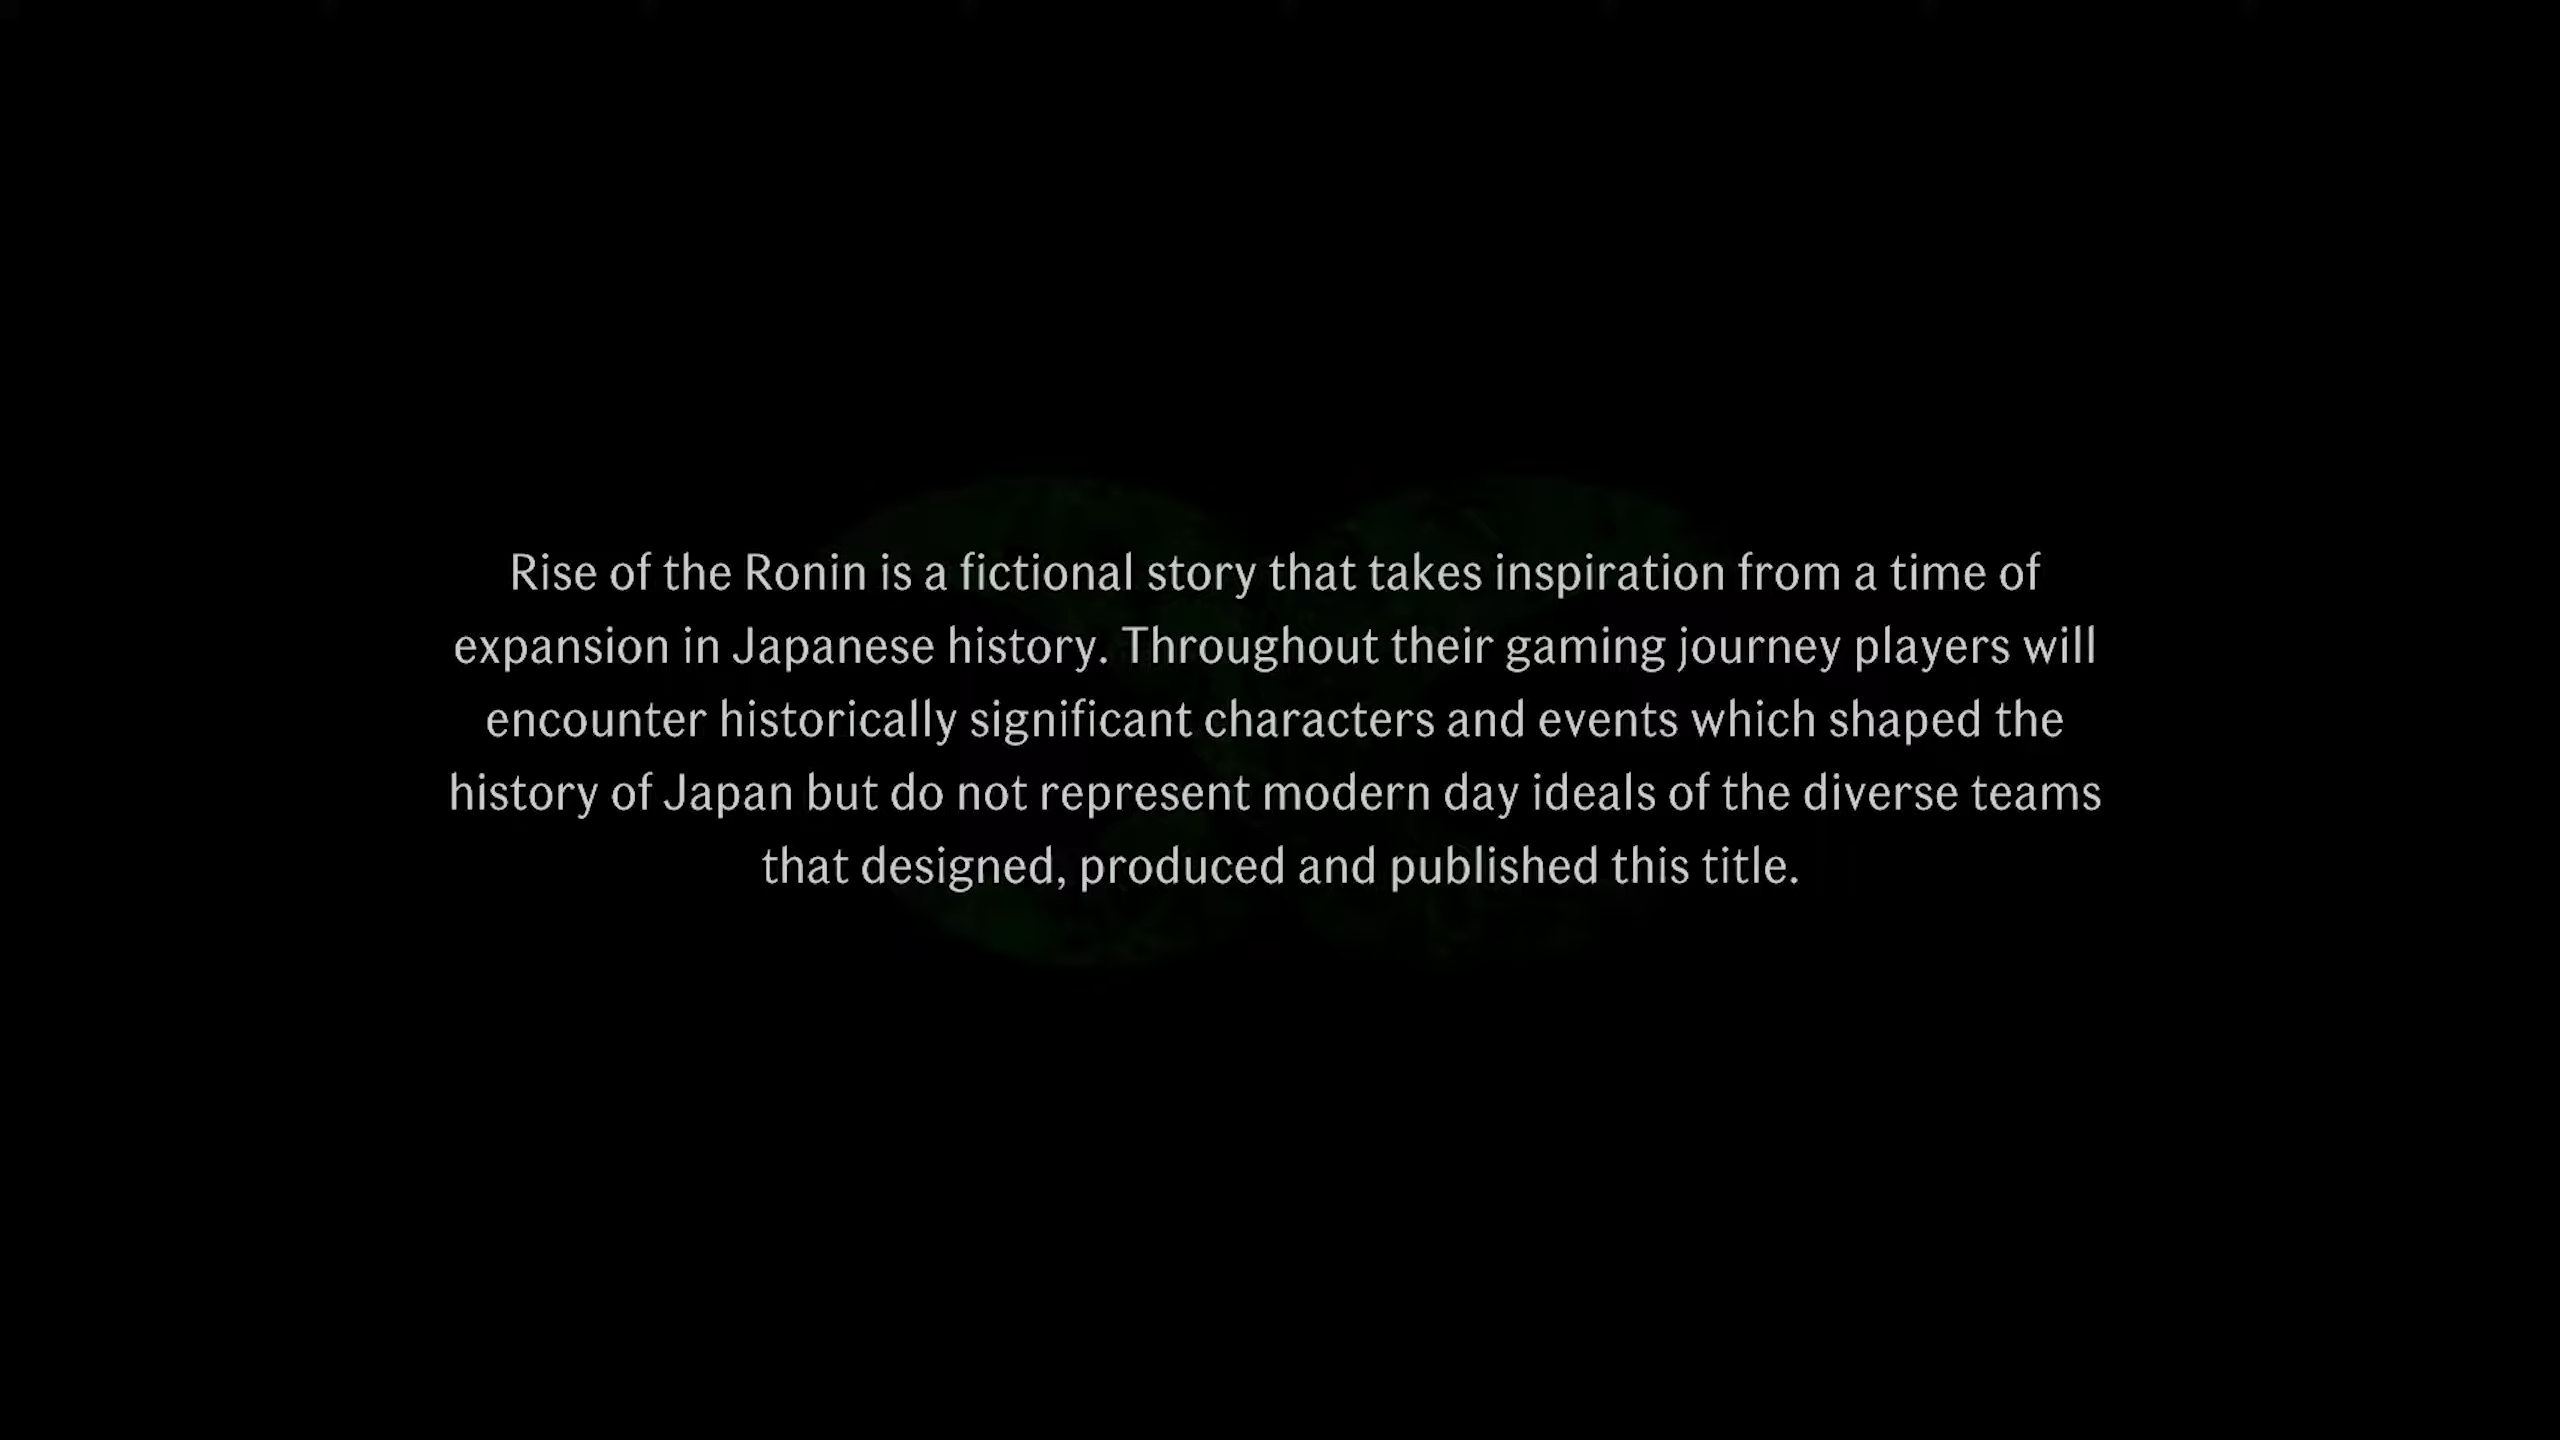 Rise of the Ronin is a fictional story that takes inspiration from a time of
expansion in Japanese history. Throughout their gaming journey players will
encounter historically significant characters and events which shaped the
history of Japan but do not represent modern day ideals of the diverse teams
that designed, produced and published this title.